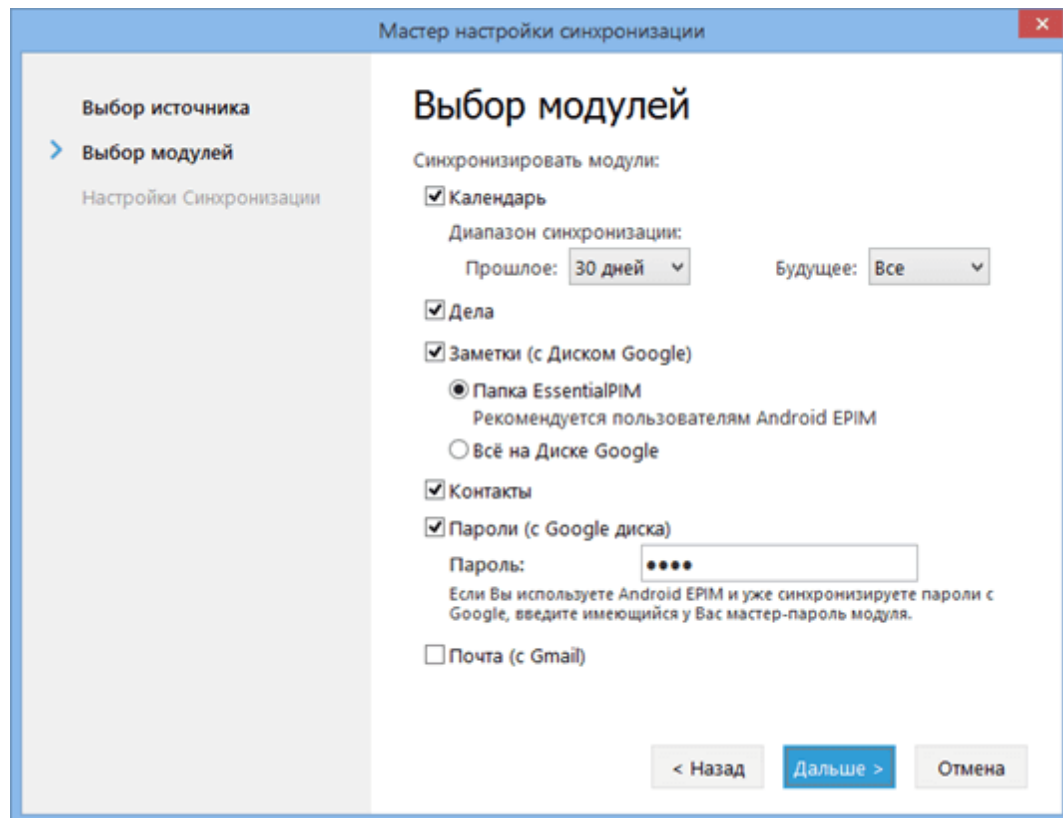 Мастер настройки синхронизации
Выбор источника
Выбор модулей
Настройки Синхронизации
Выбор модулей
Синхронизировать модули:
Календарь
Диапазон синхронизации:
Прошлое: 30 дней Будущее: Все
Дела
Заметки (с Диском Google)
Папка EssentialPIM
Рекомендуется пользователям Android EPIM
Всё на Диске Google
Контакты
Пароли (с Google диска)
Пароль: ••••
Если Вы используете Android EPIM и уже синхронизируете пароли с
Google, введите имеющийся у Вас мастер-пароль модуля.
Почта (с Gmail)
< Назад Дальше > Отмена